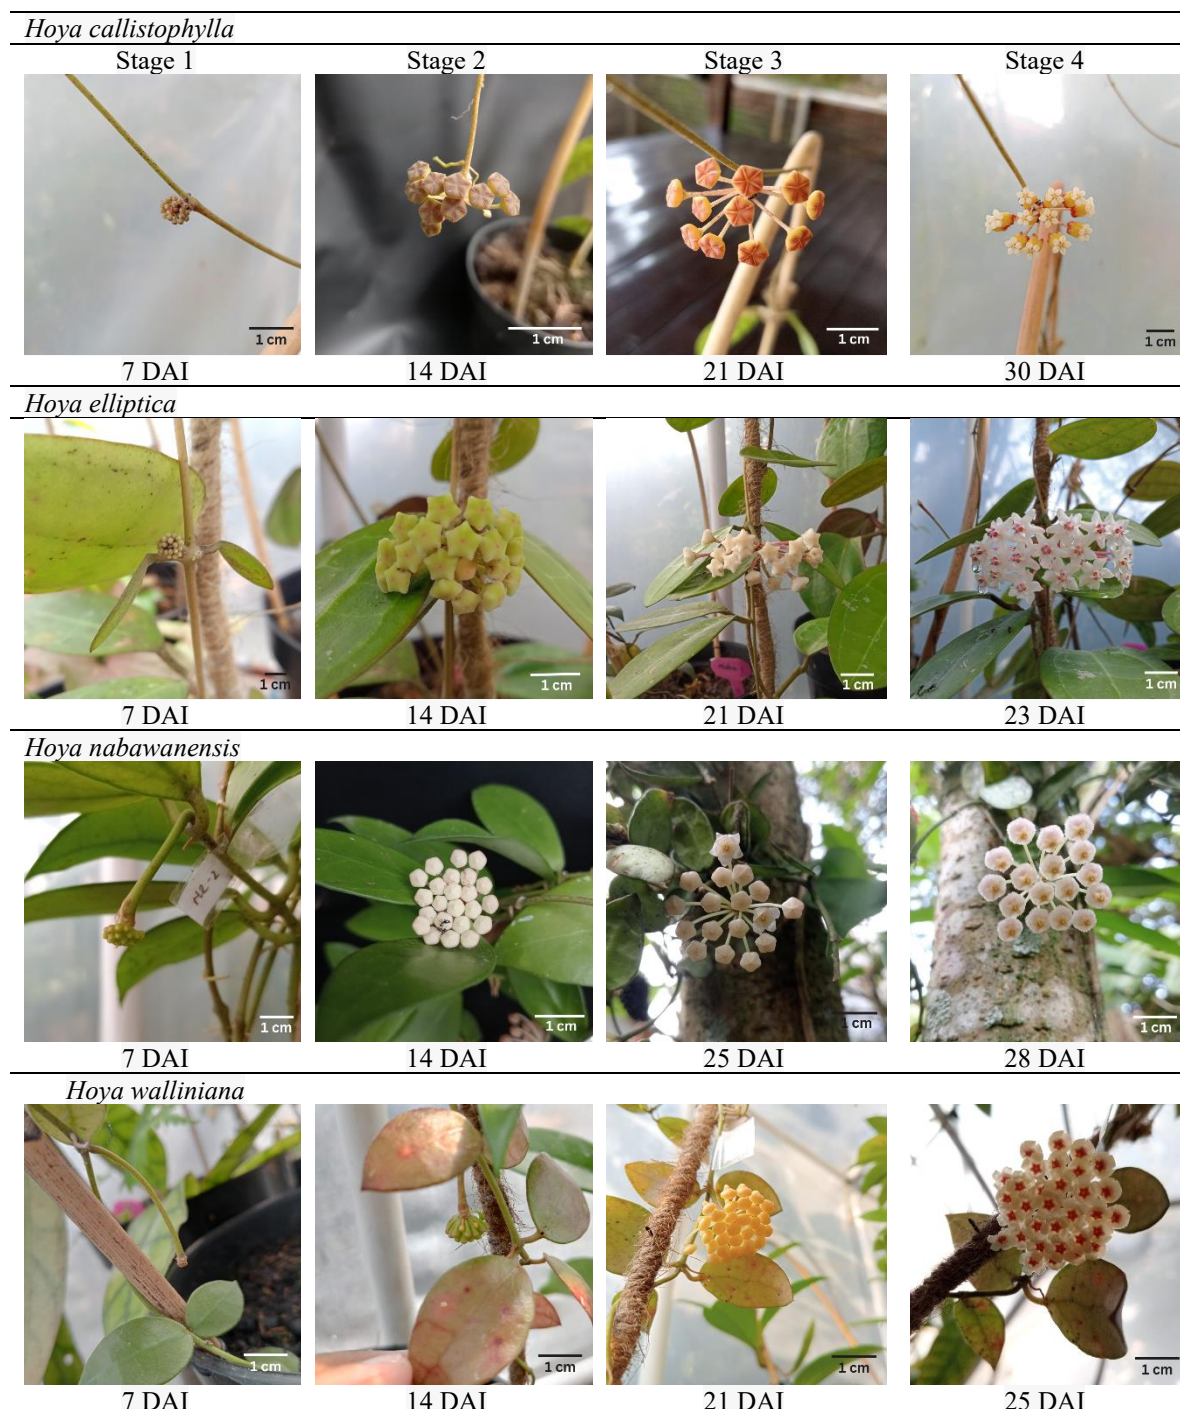 Hoya callistophylla
Stage 1 Stage 2 Stage 3 Stage 4
1 cm 1 cm 1 cm 1 cm
7 DAI 14 DAI 21 DAI 30 DAI
Hoya elliptica
1 cm 1 cm 1 cm 1 cm
7 DAI 14 DAI 21 DAI 23 DAI
Hoya nabawanensis
1 cm 1 cm 1 cm 1 cm
7 DAI 14 DAI 25 DAI 28 DAI
Hoya walliniana
1 cm 1 cm 1 cm 1 cm
7 DAI 14 DAI 21 DAI 25 DAI